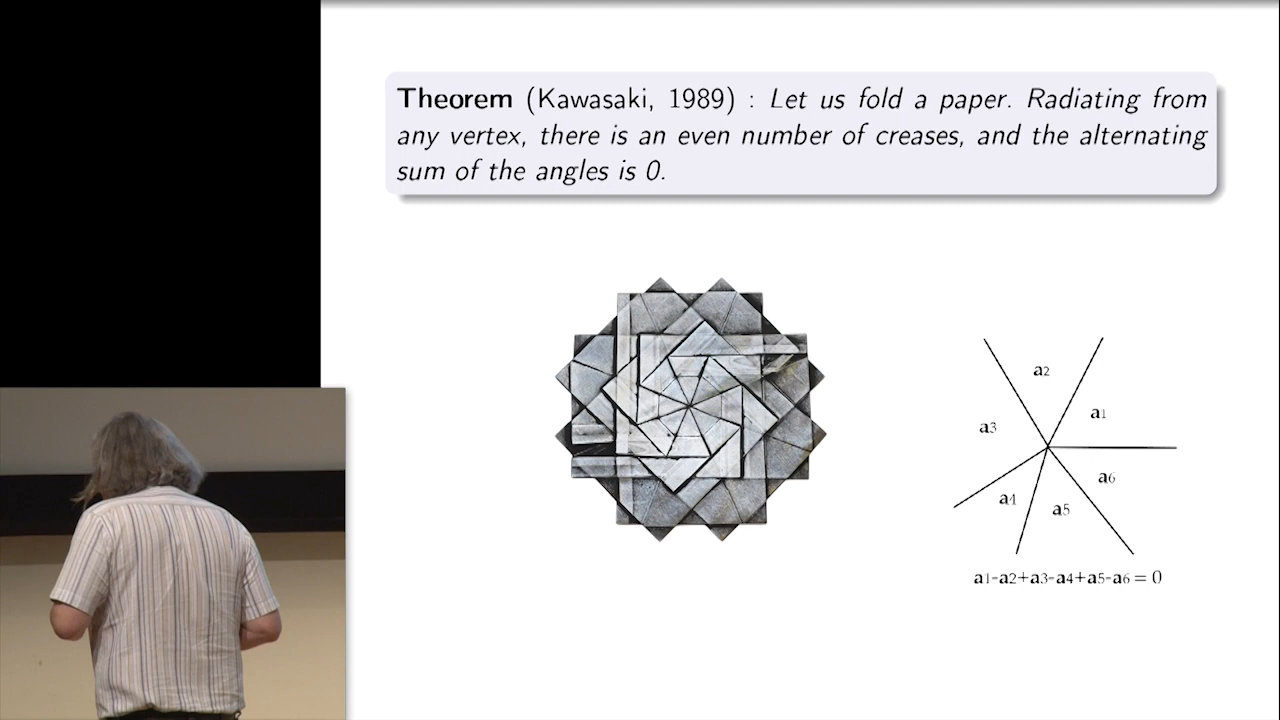 Theorem (Kawasaki, 1989) : Let us fold a paper. Radiating from
any vertex, there is an even number of creases, and the alternating
sum of the angles is 0.
a2
a1
a3
a6
a4
a5
a1-a2+a3-a4+a5-a6 = 0